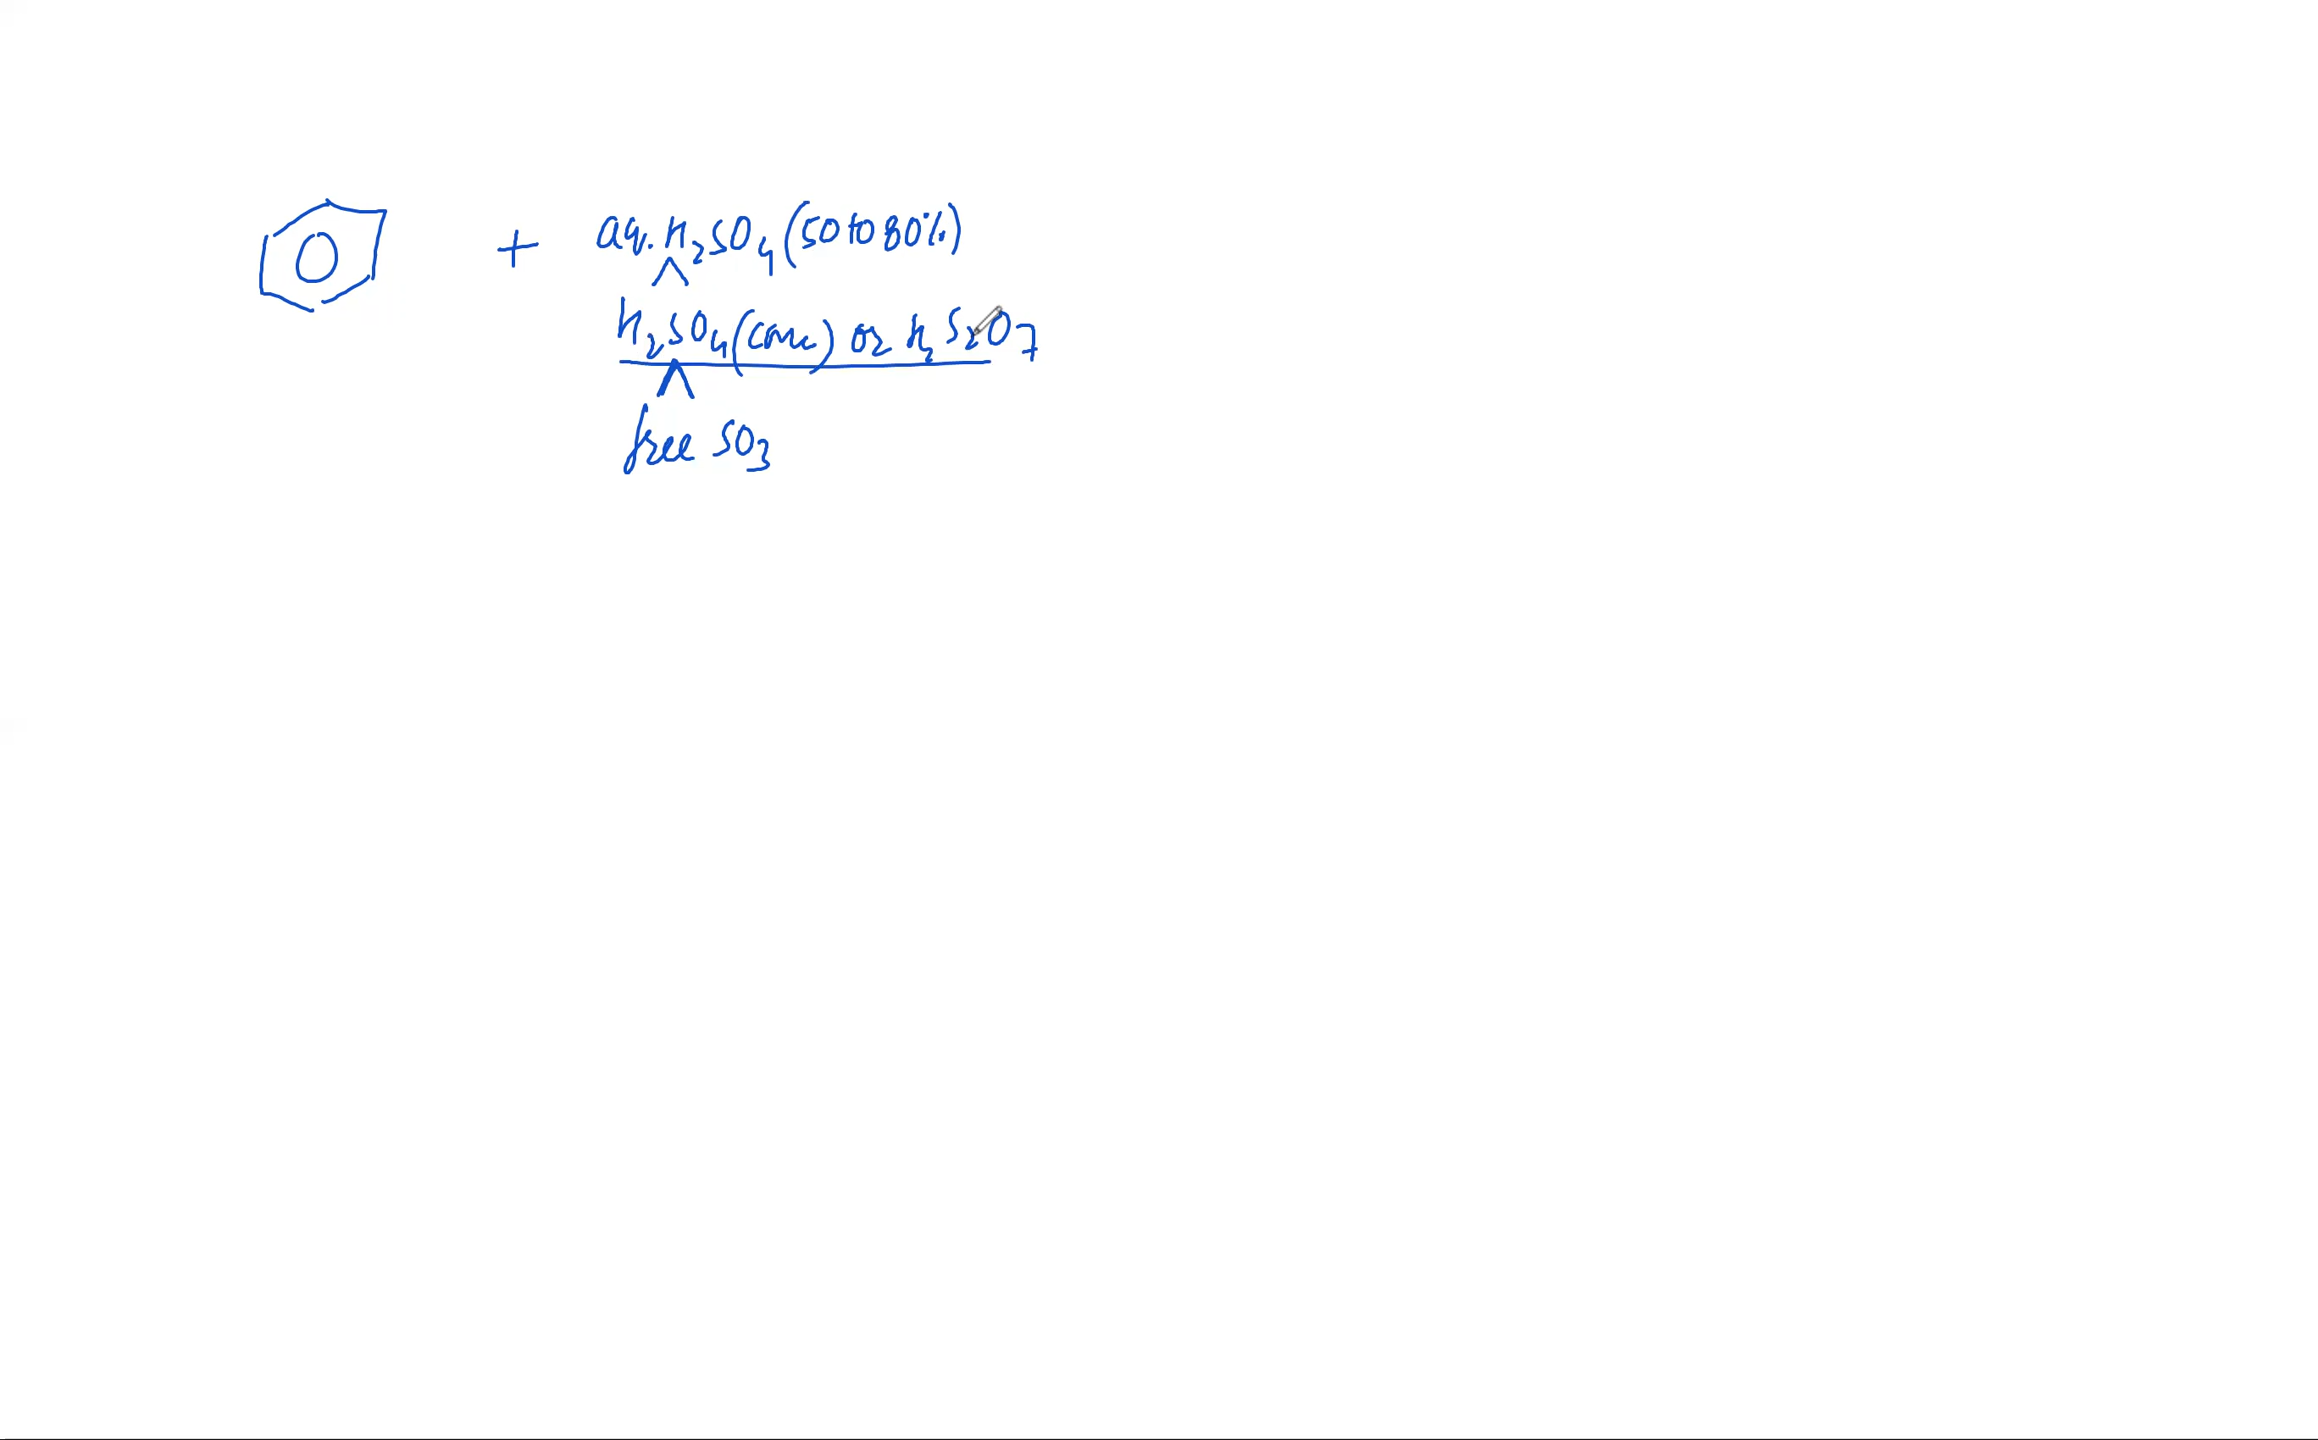 + aq. H2SO4 (50 to 80%)
^
H2SO4 (conc) or H2S2O7
^
free SO3